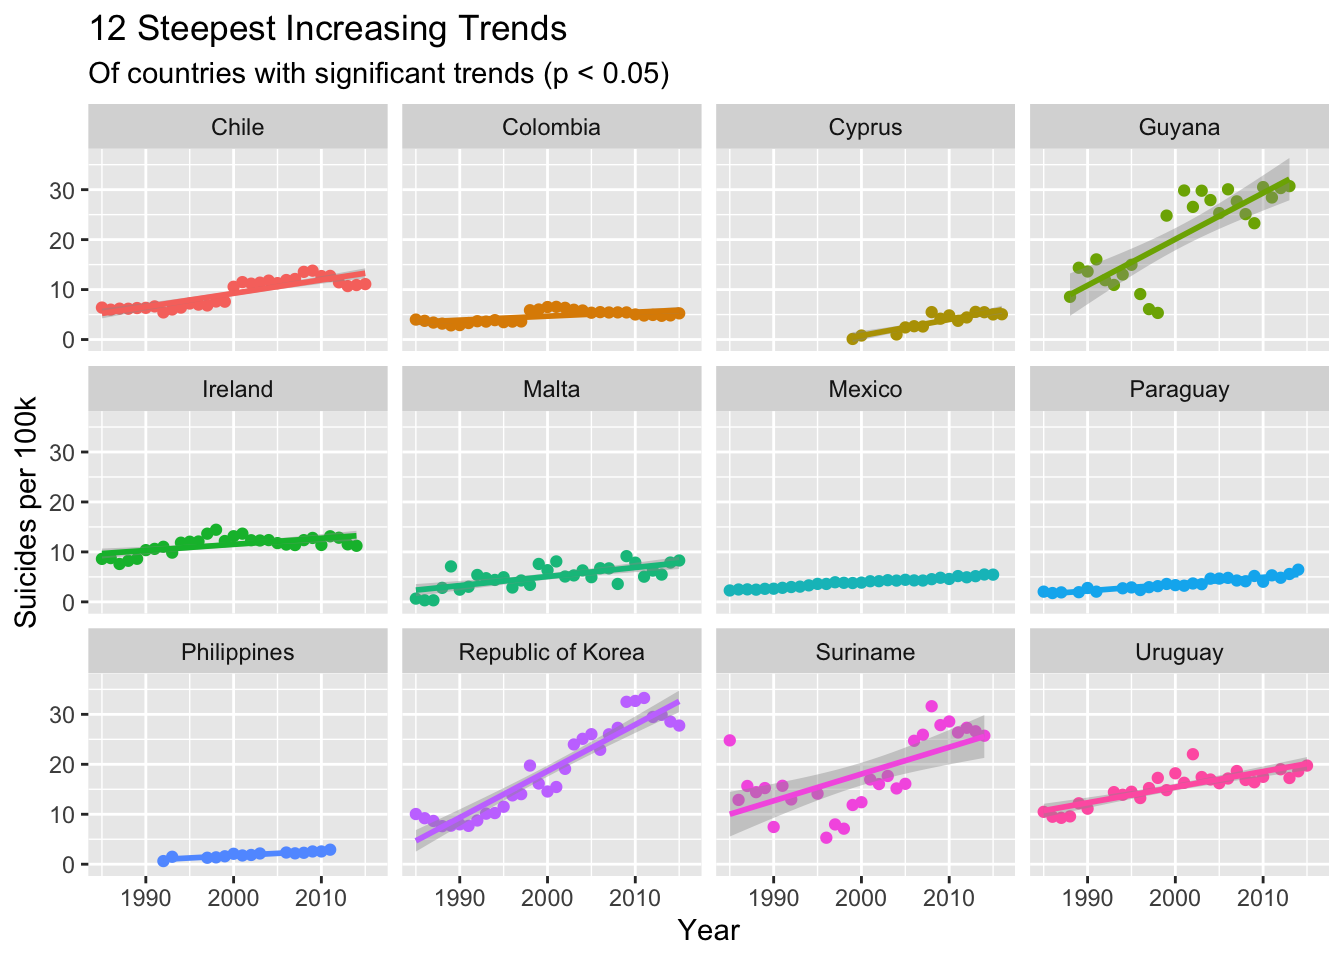 12 Steepest Increasing Trends
Of countries with significant trends (p < 0.05)
Chile
Colombia
Cyprus
Guyana
30
20
10
0
Ireland
Malta
Mexico
Paraguay
30
20
10
0
Suicides per 100k
Philippines
Republic of Korea
Suriname
Uruguay
30
20
10
0
1990 2000 2010
1990 2000 2010
1990 2000 2010
1990 2000 2010
Year